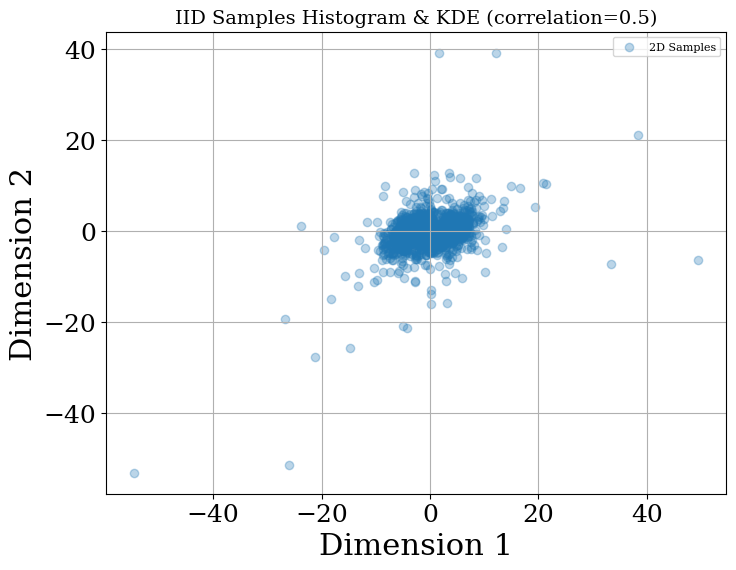 IID Samples Histogram & KDE (correlation=0.5)
2D Samples
40
20
0
−20
−40
Dimension 2
−40 −20 0 20 40
Dimension 1